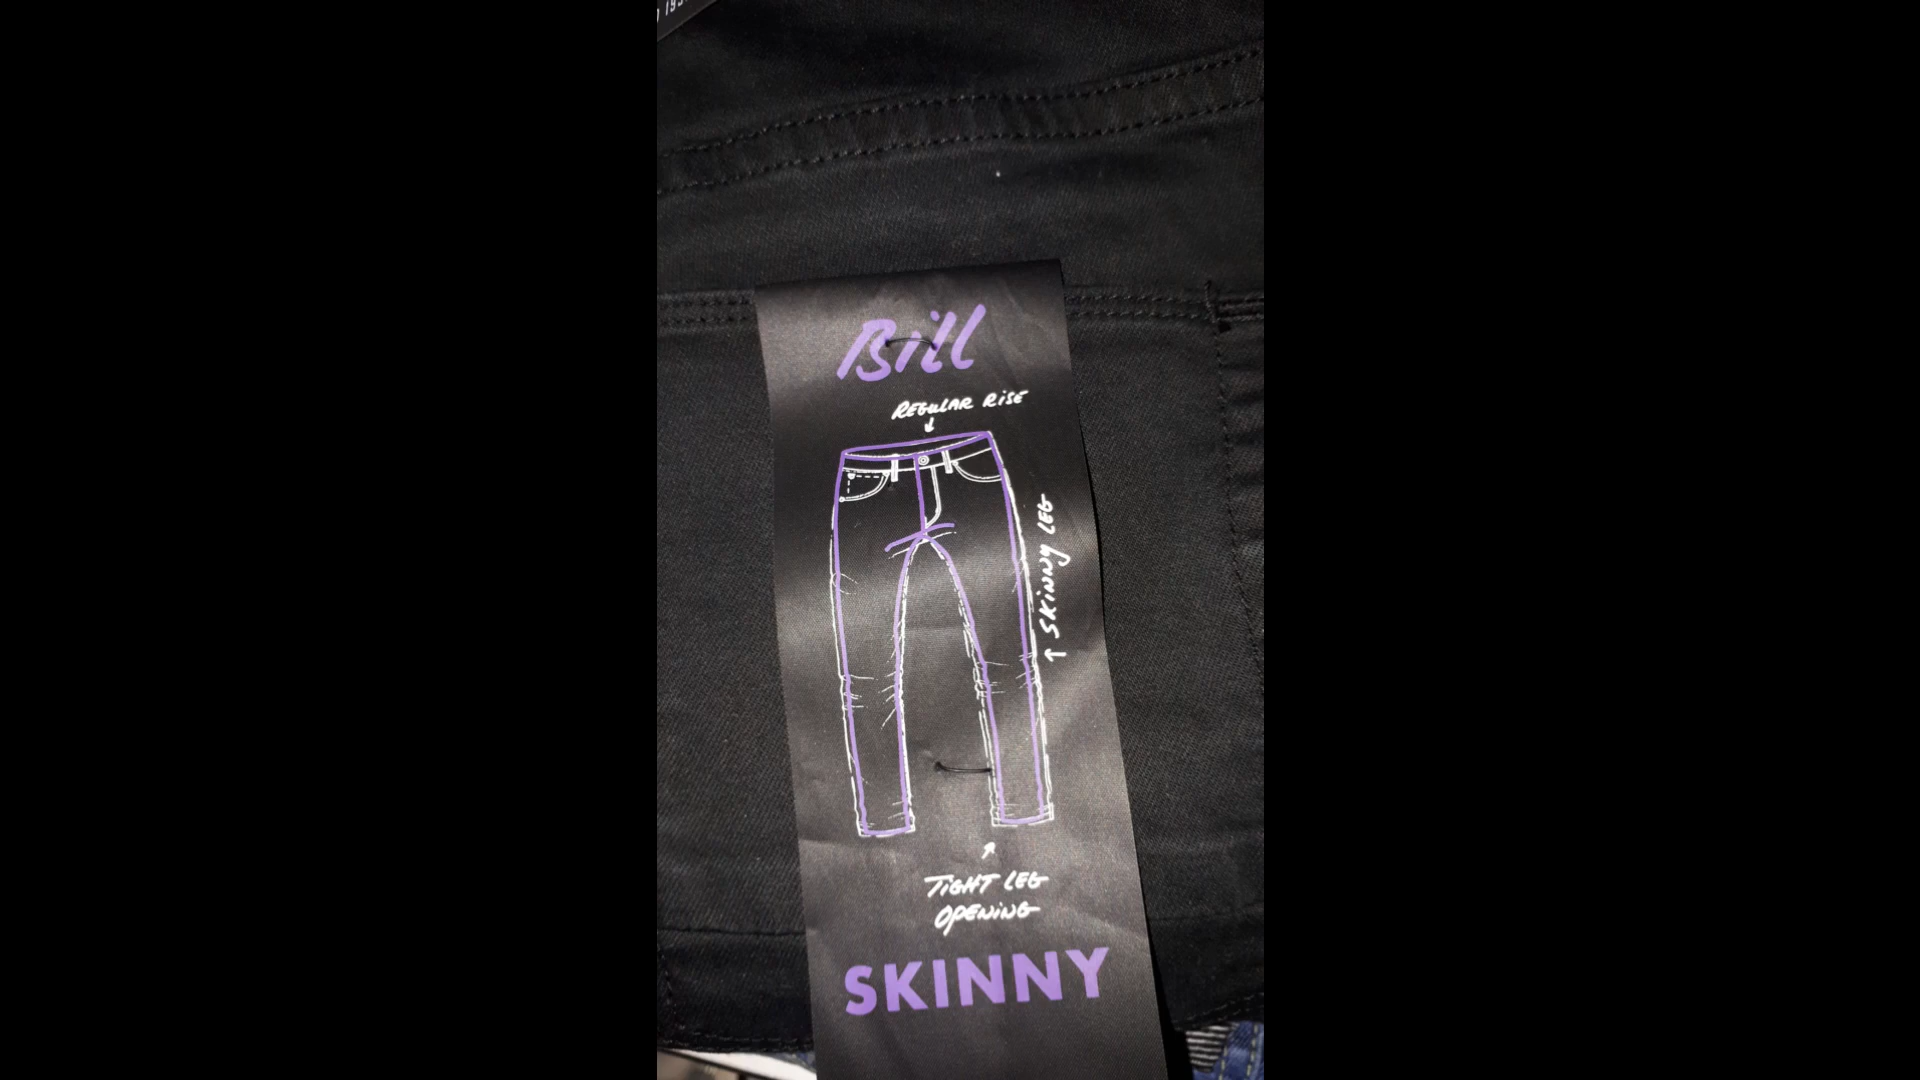 Bill
REGULAR RISE
SKINNY LEG
TIGHT LEG
OPENING
SKINNY